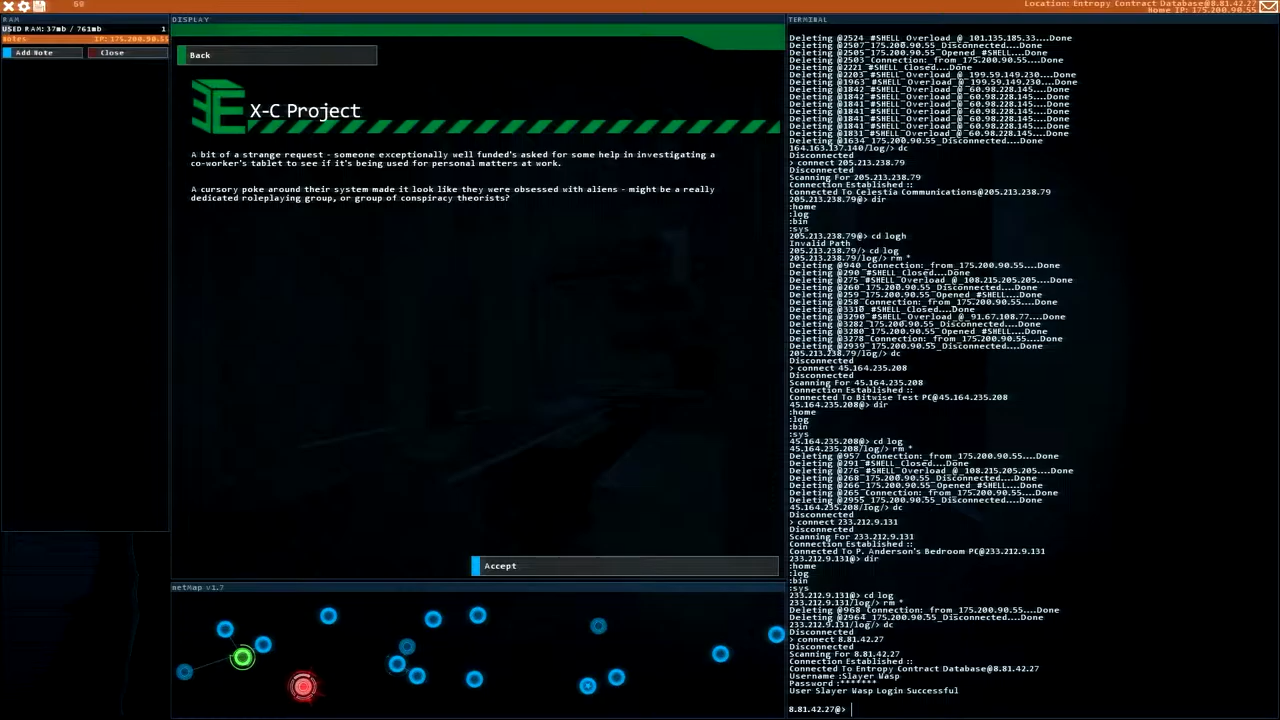 58
Location: Entropy Contract Database@8.81.42.27
Home IP: 175.200.90.55
RAM
USED RAM: 37mb / 761mb
1
notes
IP: 175.200.90.55
Add Note
Close
DISPLAY
Back
X-C Project
A bit of a strange request - someone exceptionally well funded's asked for some help in investigating a
co-worker's tablet to see if it's being used for personal matters at work.
A cursory poke around their system made it look like they were obsessed with aliens - might be a really
dedicated roleplaying group, or group of conspiracy theorists?
Accept
netMap v1.7
TERMINAL
Deleting @2524_#SHELL_Overload_@_101.135.185.33....Done
Deleting @2507_175.200.90.55_Disconnected....Done
Deleting @2505_175.200.90.55_Opened_#SHELL....Done
Deleting @2503_Connection:_from_175.200.90.55....Done
Deleting @2221_#SHELL_Closed....Done
Deleting @2203_#SHELL_Overload_@_199.59.149.230....Done
Deleting @1963_#SHELL_Overload_@_199.59.149.230....Done
Deleting @1842_#SHELL_Overload_@_60.98.228.145....Done
Deleting @1842_#SHELL_Overload_@_60.98.228.145....Done
Deleting @1841_#SHELL_Overload_@_60.98.228.145....Done
Deleting @1841_#SHELL_Overload_@_60.98.228.145....Done
Deleting @1841_#SHELL_Overload_@_60.98.228.145....Done
Deleting @1841_#SHELL_Overload_@_60.98.228.145....Done
Deleting @1831_#SHELL_Overload_@_60.98.228.145....Done
Deleting @1634_175.200.90.55_Disconnected....Done
164.163.137.140/log/> dc
Disconnected
> connect 205.213.238.79
Disconnected
Scanning For 205.213.238.79
Connection Established ::
Connected To Celestia Communications@205.213.238.79
205.213.238.79@> dir
:home
:log
:bin
:sys
205.213.238.79@> cd logh
Invalid Path
205.213.238.79/> cd log
205.213.238.79/log/> rm *
Deleting @940_Connection:_from_175.200.90.55....Done
Deleting @290_#SHELL_Closed....Done
Deleting @275_#SHELL_Overload_@_108.215.205.205....Done
Deleting @260_175.200.90.55_Disconnected....Done
Deleting @259_175.200.90.55_Opened_#SHELL....Done
Deleting @258_Connection:_from_175.200.90.55....Done
Deleting @3310_#SHELL_Closed....Done
Deleting @3290_#SHELL_Overload_@_91.67.108.77....Done
Deleting @3282_175.200.90.55_Disconnected....Done
Deleting @3280_175.200.90.55_Opened_#SHELL....Done
Deleting @3278_Connection:_from_175.200.90.55....Done
Deleting @2939_175.200.90.55_Disconnected....Done
205.213.238.79/log/> dc
Disconnected
> connect 45.164.235.208
Disconnected
Scanning For 45.164.235.208
Connection Established ::
Connected To Bitwise Test PC@45.164.235.208
45.164.235.208@> dir
:home
:log
:bin
:sys
45.164.235.208@> cd log
45.164.235.208/log/> rm *
Deleting @957_Connection:_from_175.200.90.55....Done
Deleting @291_#SHELL_Closed....Done
Deleting @276_#SHELL_Overload_@_108.215.205.205....Done
Deleting @268_175.200.90.55_Disconnected....Done
Deleting @266_175.200.90.55_Opened_#SHELL....Done
Deleting @265_Connection:_from_175.200.90.55....Done
Deleting @2955_175.200.90.55_Disconnected....Done
45.164.235.208/log/> dc
Disconnected
> connect 233.212.9.131
Disconnected
Scanning For 233.212.9.131
Connection Established ::
Connected To P. Anderson's Bedroom PC@233.212.9.131
233.212.9.131@> dir
:home
:log
:bin
:sys
233.212.9.131@> cd log
233.212.9.131/log/> rm *
Deleting @968_Connection:_from_175.200.90.55....Done
Deleting @2964_175.200.90.55_Disconnected....Done
233.212.9.131/log/> dc
Disconnected
> connect 8.81.42.27
Disconnected
Scanning For 8.81.42.27
Connection Established ::
Connected To Entropy Contract Database@8.81.42.27
Username :Slayer Wasp
Password :*******
User Slayer Wasp Login Successful
8.81.42.27@>